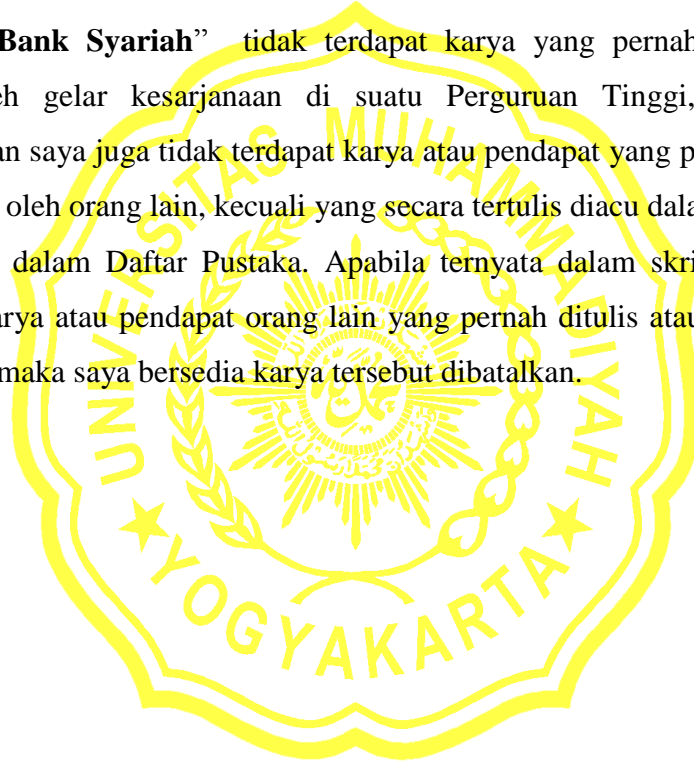 Bank Syariah” tidak terdapat karya yang pernah
eh gelar kesarjanaan di suatu Perguruan Tinggi,
an saya juga tidak terdapat karya atau pendapat yang p
oleh orang lain, kecuali yang secara tertulis diacu dala
dalam Daftar Pustaka. Apabila ternyata dalam skri
arya atau pendapat orang lain yang pernah ditulis atau
maka saya bersedia karya tersebut dibatalkan.
UNIVERSITAS MUHAMMADIYAH
YOGYAKARTA